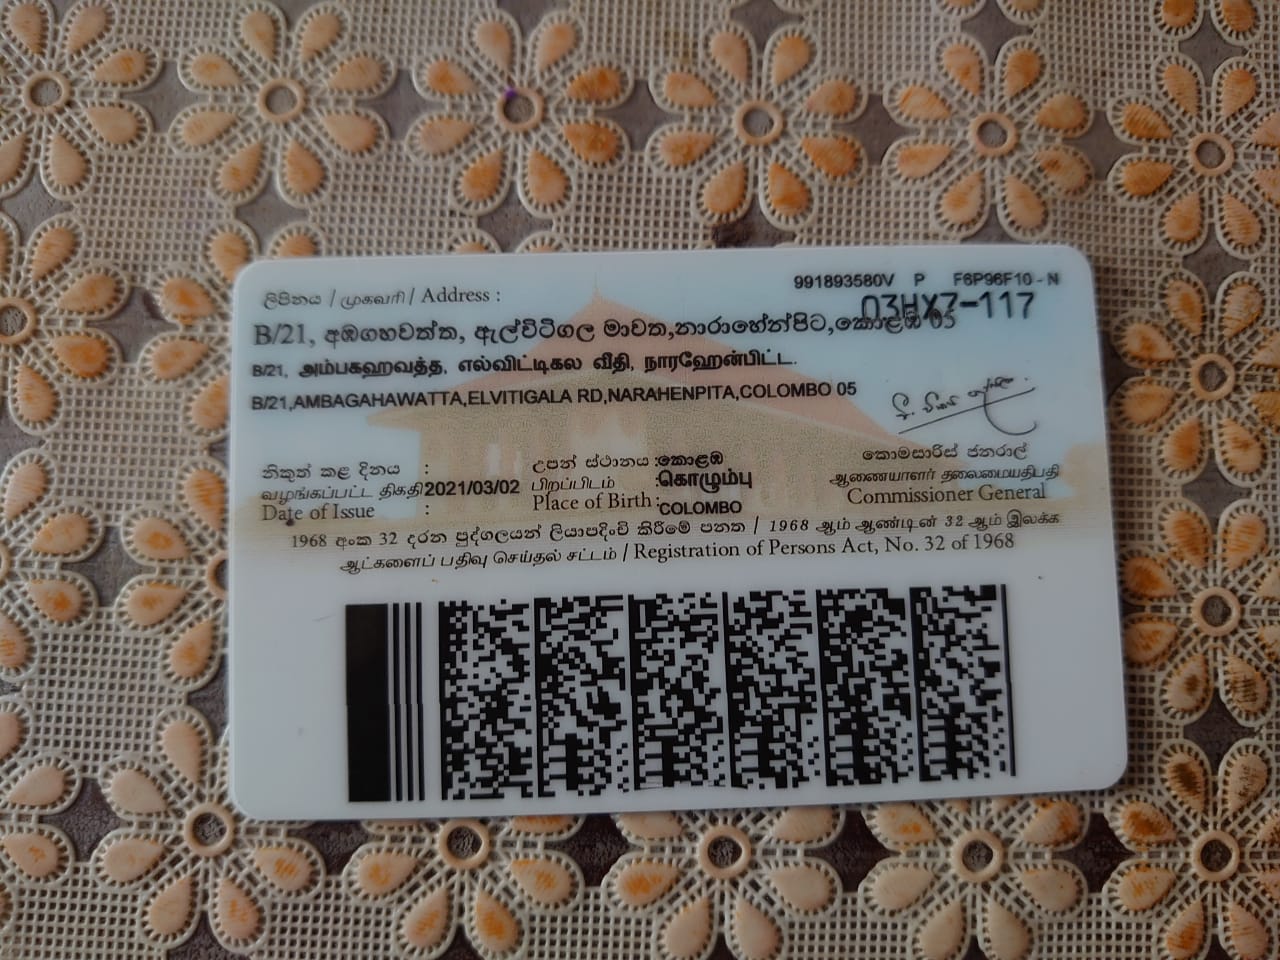 991893580V P F6P96F10 - N
03HX7-117
ලිපිනය / முகவரி / Address :
B/21, අඹගහවත්ත, ඇල්විටිගල මාවත,නාරාහේන්පිට,කොළඹ 05
B/21, அம்பகஹவத்த, எல்விட்டிகல வீதி, நாரஹேன்பிட்ட.
B/21,AMBAGAHAWATTA,ELVITIGALA RD,NARAHENPITA,COLOMBO 05
නිකුත් කළ දිනය :
வழங்கப்பட்ட திகதி 2021/03/02
Date of Issue :
උපන් ස්ථානය :කොළඹ
பிறப்பிடம் :கொழும்பு
Place of Birth :COLOMBO
කොමසාරිස් ජනරාල්
ஆணையாளர் தலைமையதிபதி
Commissioner General
1968 අංක 32 දරන පුද්ගලයන් ලියාපදිංචි කිරීමේ පනත / 1968 ஆம் ஆண்டின் 32 ஆம் இலக்க
ஆட்களைப் பதிவு செய்தல் சட்டம் / Registration of Persons Act, No. 32 of 1968